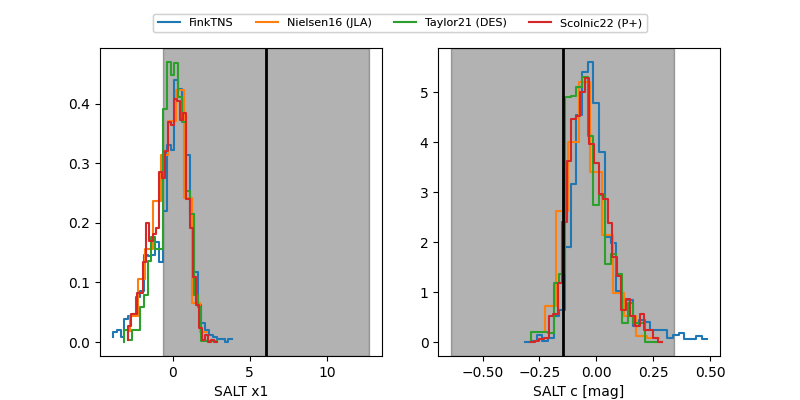 FinkTNS Nielsen16 (JLA) Taylor21 (DES) Scolnic22 (P+)
0.4
0.3
0.2
0.1
0.0
0 5 10
SALT x1
5
4
3
2
1
0
−0.50 −0.25 0.00 0.25 0.50
SALT c [mag]